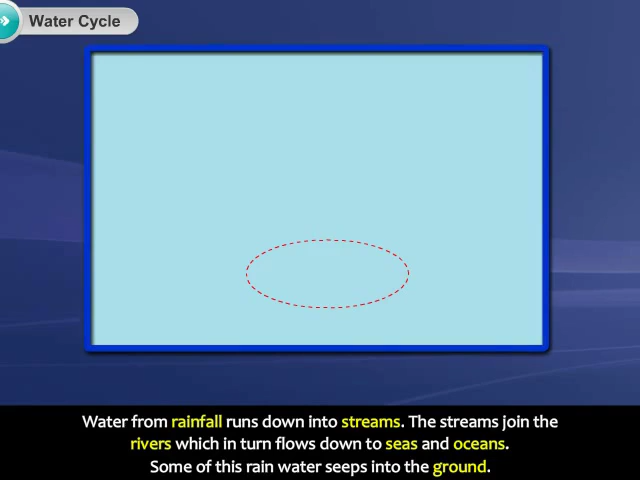 Water Cycle
Water from rainfall runs down into streams. The streams join the
rivers which in turn flows down to seas and oceans.
Some of this rain water seeps into the ground.